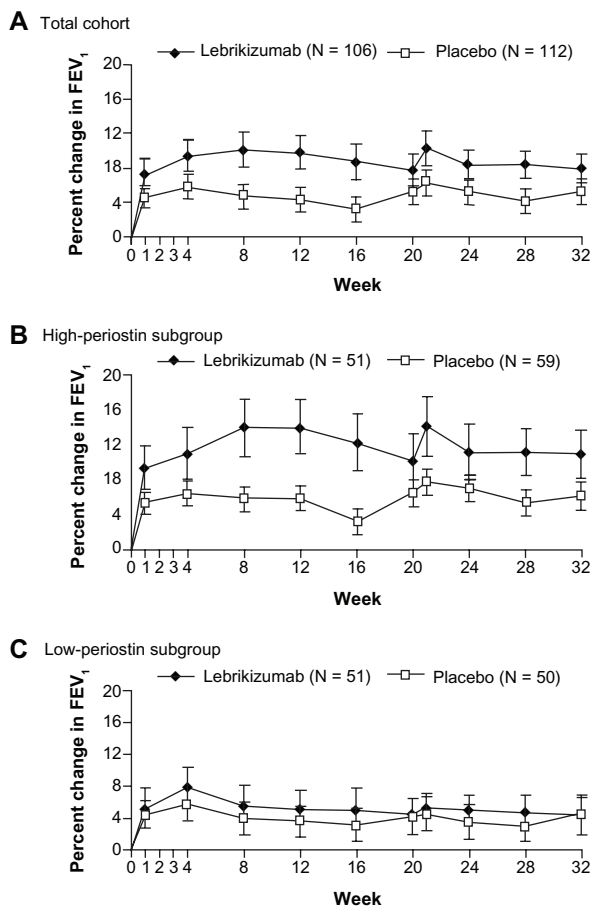 A Total cohort
Lebrikizumab (N = 106) Placebo (N = 112)
Percent change in FEV1
20
16
12
18
4
0
0 1 2 3 4 8 12 16 20 24 28 32
Week
B High-periostin subgroup
Lebrikizumab (N = 51) Placebo (N = 59)
Percent change in FEV1
20
16
12
18
4
0
0 1 2 3 4 8 12 16 20 24 28 32
Week
C Low-periostin subgroup
Lebrikizumab (N = 51) Placebo (N = 50)
Percent change in FEV1
20
16
12
8
4
0
0 1 2 3 4 8 12 16 20 24 28 32
Week